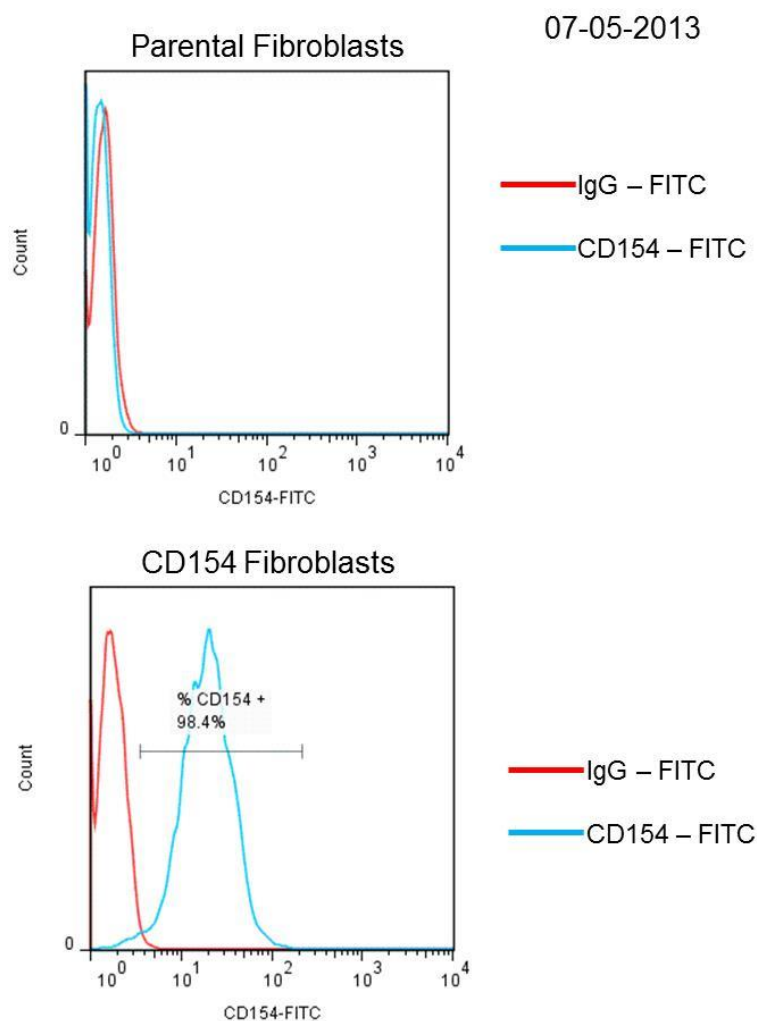 07-05-2013
Parental Fibroblasts
Count
0
10^0 10^1 10^2 10^3 10^4
CD154-FITC
IgG – FITC
CD154 – FITC
CD154 Fibroblasts
% CD154 +
98.4%
Count
0
10^0 10^1 10^2 10^3 10^4
CD154-FITC
IgG – FITC
CD154 – FITC